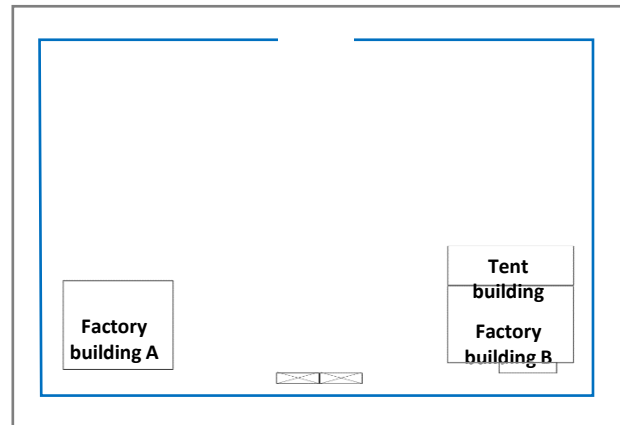 Tent
building
Factory
building A
Factory
building B